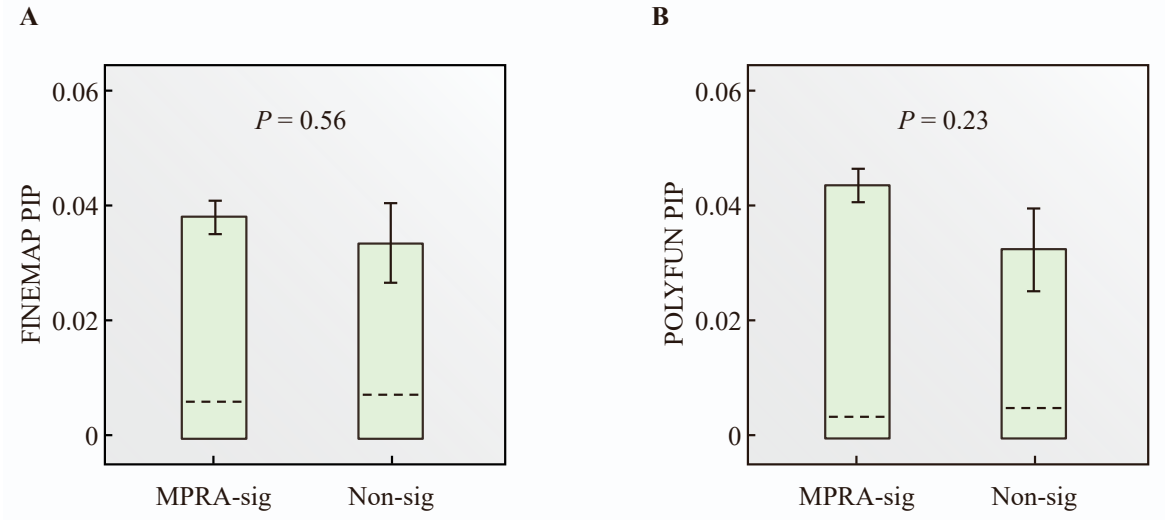 A
FINEMAP PIP
0.06
0.04
0.02
0
P = 0.56
MPRA-sig
Non-sig
B
POLYFUN PIP
0.06
0.04
0.02
0
P = 0.23
MPRA-sig
Non-sig